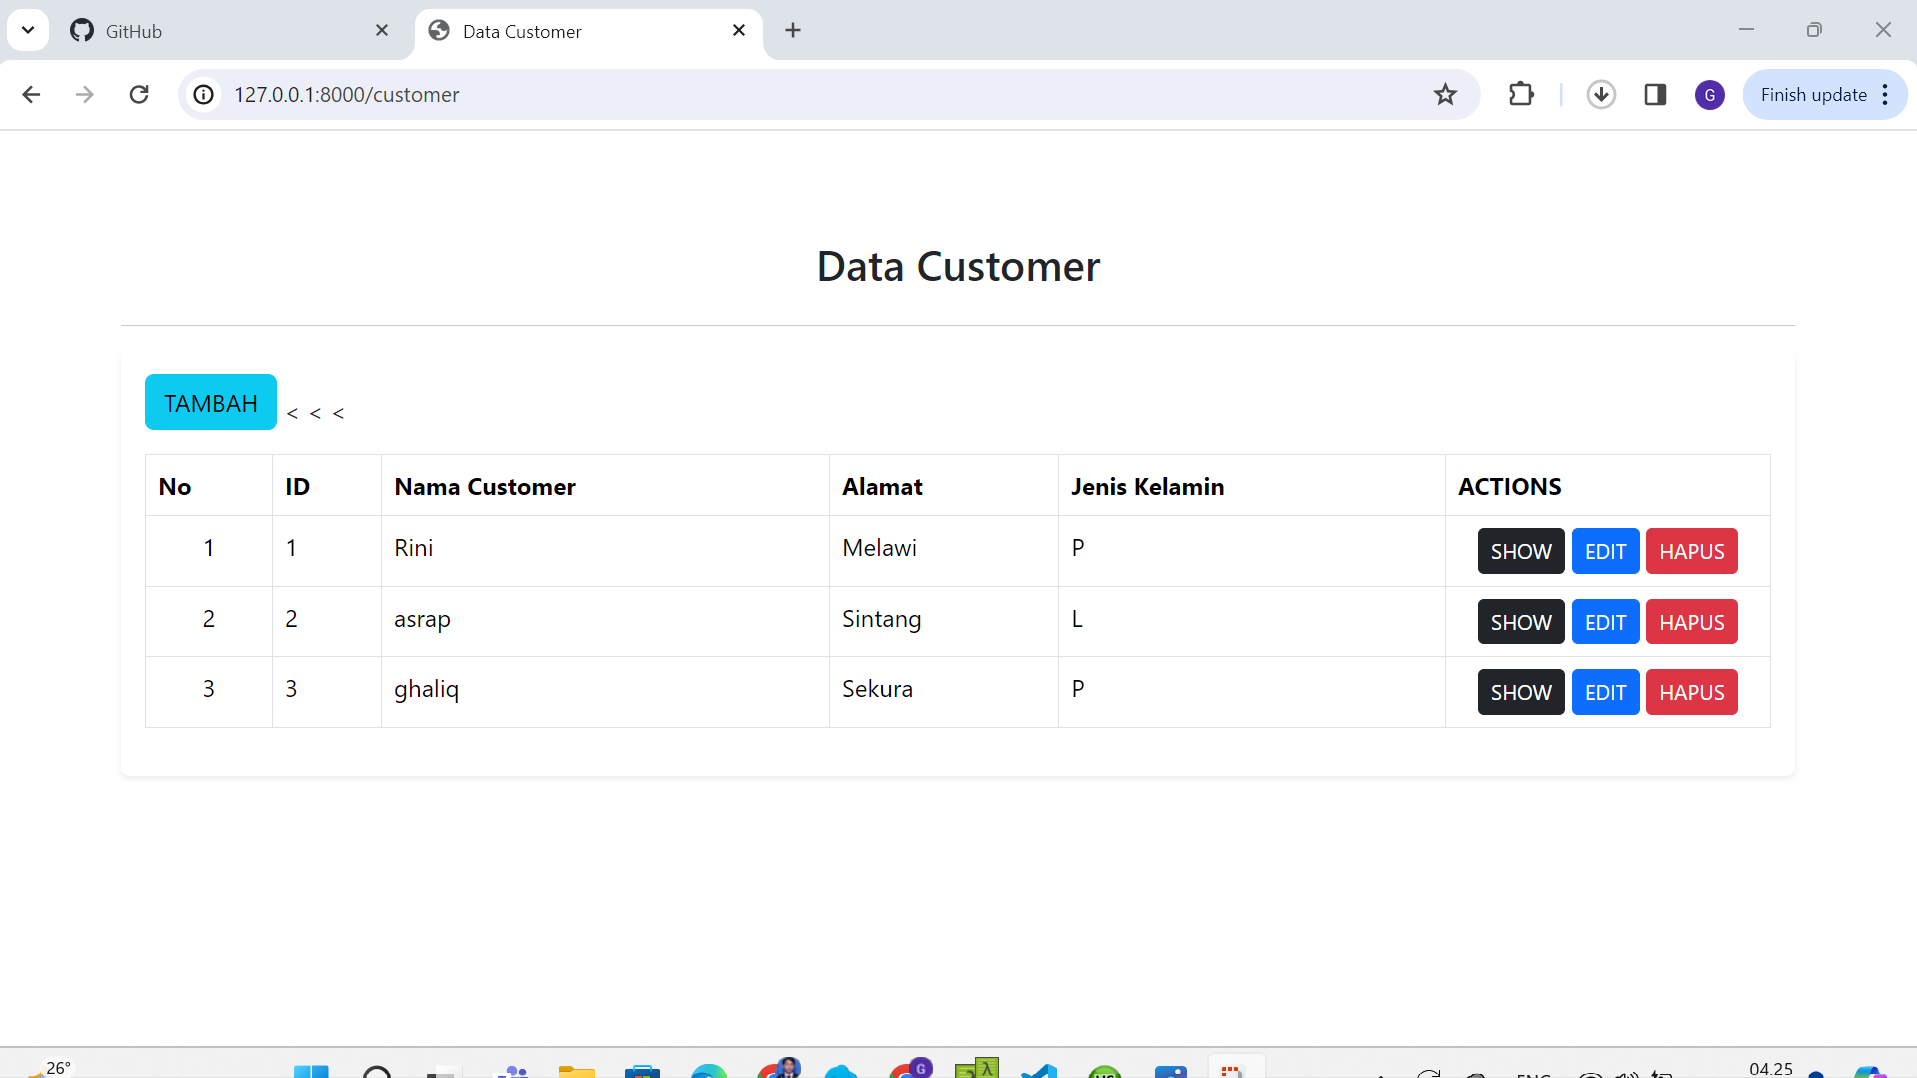 GitHub
Data Customer
127.0.0.1:8000/customer
G
Finish update
Data Customer
TAMBAH < < <
No ID Nama Customer Alamat Jenis Kelamin ACTIONS
1 1 Rini Melawi P SHOW EDIT HAPUS
2 2 asrap Sintang L SHOW EDIT HAPUS
3 3 ghaliq Sekura P SHOW EDIT HAPUS
26°
G
04.25